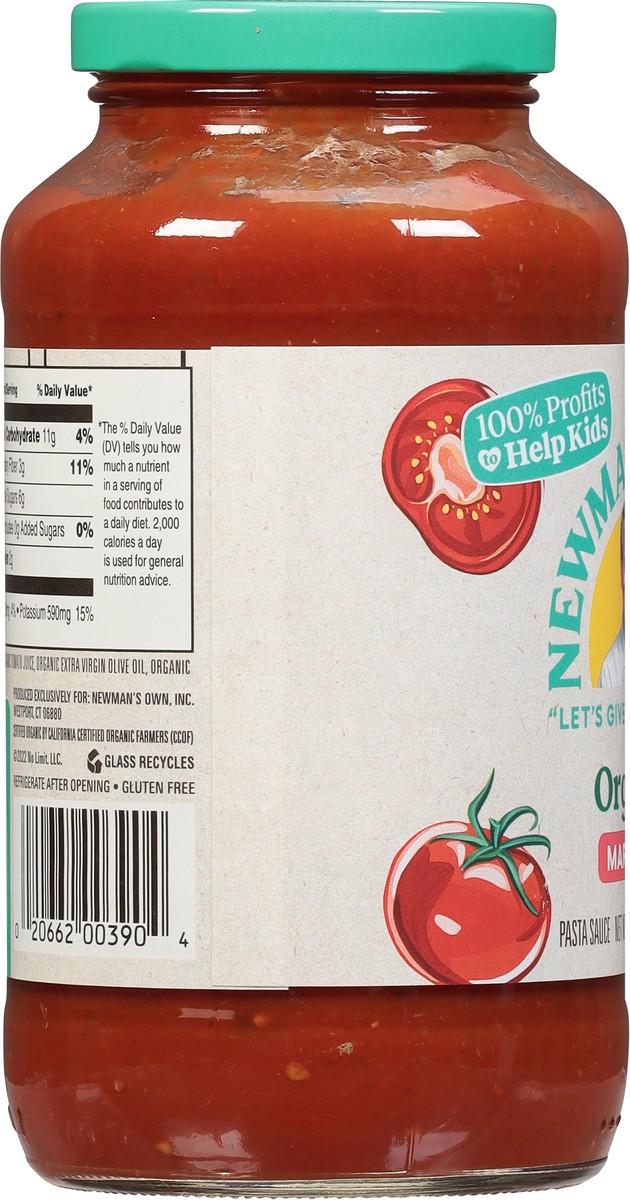 % Daily Value*
Carbohydrate 11g 4%
Fiber 3g 11%
Sugars 6g
0g Added Sugars 0%
4% • Potassium 590mg 15%
*The % Daily Value
(DV) tells you how
much a nutrient
in a serving of
food contributes to
a daily diet. 2,000
calories a day
is used for general
nutrition advice.
TOMATO JUICE, ORGANIC EXTRA VIRGIN OLIVE OIL, ORGANIC
PRODUCED EXCLUSIVELY FOR: NEWMAN'S OWN, INC.
WESTPORT, CT 06880
CERTIFIED ORGANIC BY CALIFORNIA CERTIFIED ORGANIC FARMERS (CCOF)
©2022 No Limit, LLC.
GLASS RECYCLES
REFRIGERATE AFTER OPENING • GLUTEN FREE
0 20662 00390 4
100% Profits
to Help Kids
NEWMA
"LET'S GIVE
Org
MAR
PASTA SAUCE